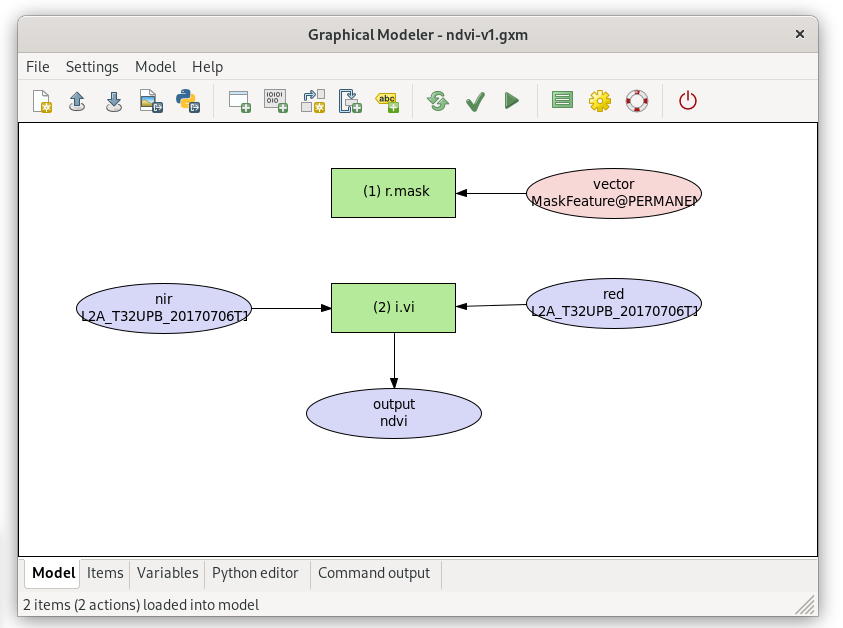 Graphical Modeler - ndvi-v1.gxm
File Settings Model Help
abc
(1) r.mask
vector
MaskFeature@PERMANEN
nir
L2A_T32UPB_20170706T1
(2) i.vi
red
L2A_T32UPB_20170706T1
output
ndvi
Model Items Variables Python editor Command output
2 items (2 actions) loaded into model